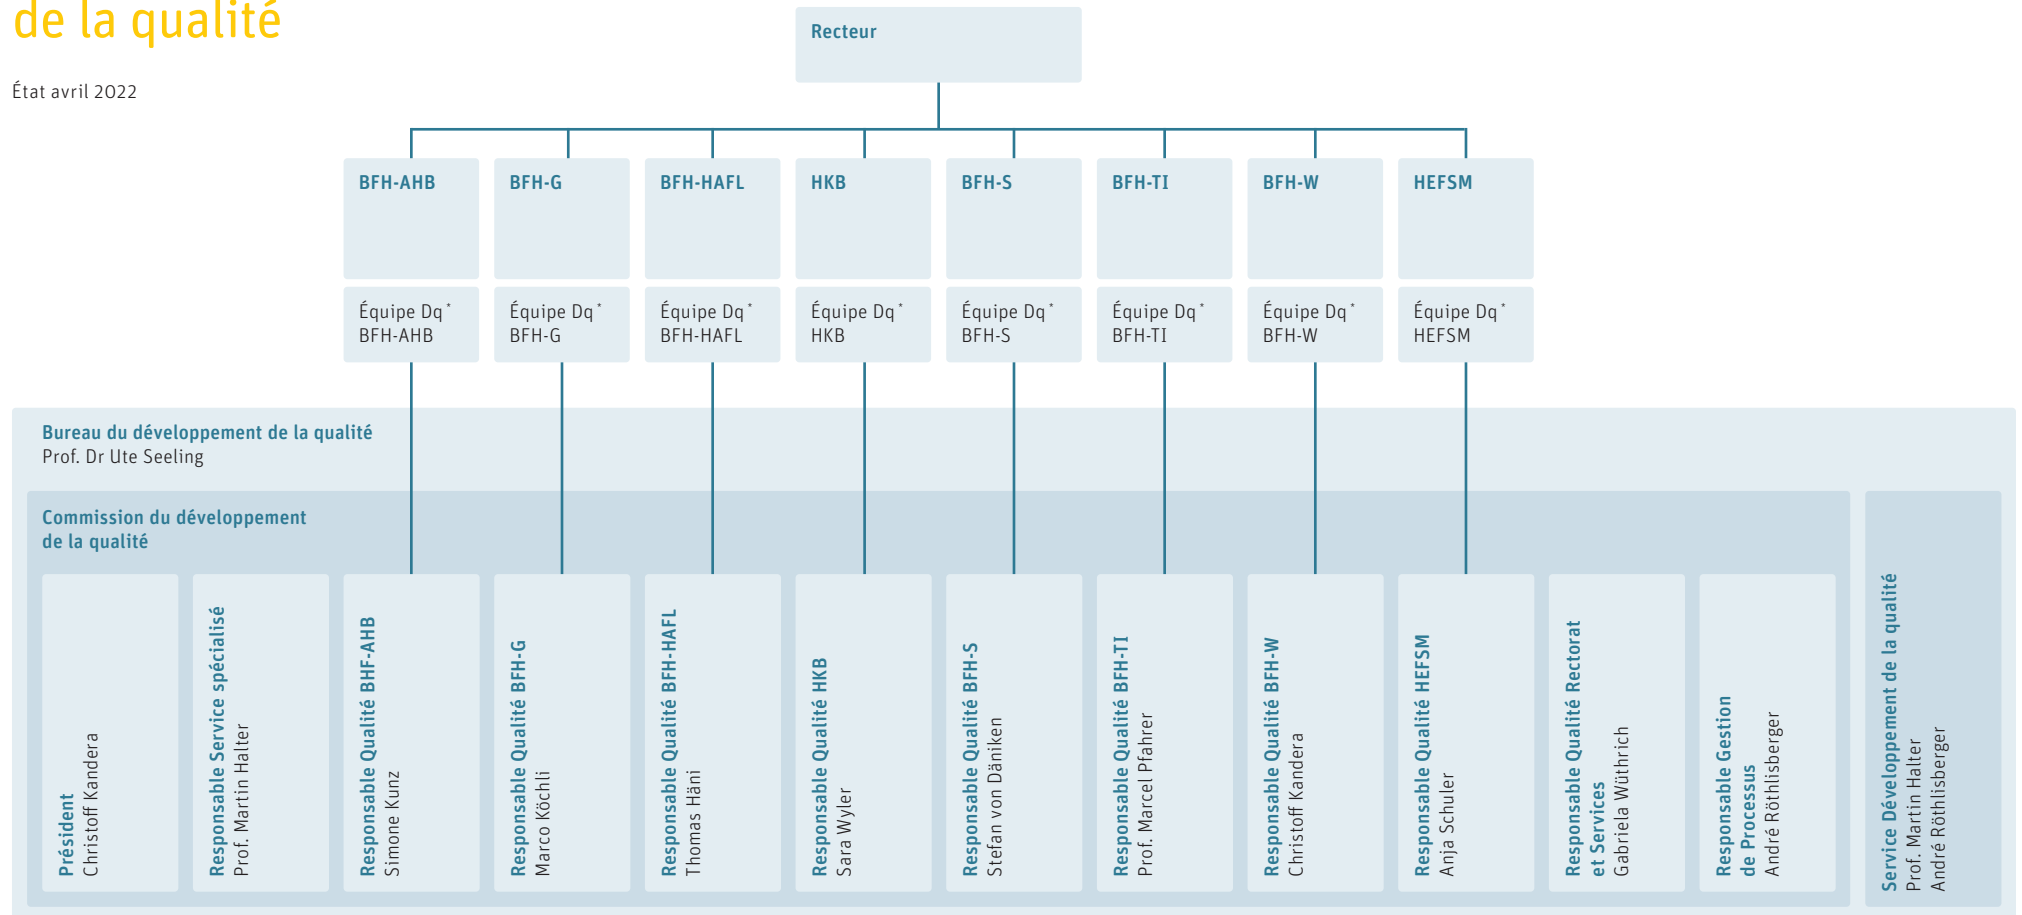 de la qualité
État avril 2022
Recteur
BFH-AHB
BFH-G
BFH-HAFL
HKB
BFH-S
BFH-TI
BFH-W
HEFSM
Équipe Dq*
BFH-AHB
Équipe Dq*
BFH-G
Équipe Dq*
BFH-HAFL
Équipe Dq*
HKB
Équipe Dq*
BFH-S
Équipe Dq*
BFH-TI
Équipe Dq*
BFH-W
Équipe Dq*
HEFSM
Bureau du développement de la qualité
Prof. Dr Ute Seeling
Commission du développement
de la qualité
Président
Christoff Kandera
Responsable Service spécialisé
Prof. Martin Halter
Responsable Qualité BHF-AHB
Simone Kunz
Responsable Qualité BFH-G
Marco Köchli
Responsable Qualité BFH-HAFL
Thomas Häni
Responsable Qualité HKB
Sara Wyler
Responsable Qualité BFH-S
Stefan von Däniken
Responsable Qualité BFH-TI
Prof. Marcel Pfahrer
Responsable Qualité BFH-W
Christoff Kandera
Responsable Qualité HEFSM
Anja Schuler
Responsable Qualité Rectorat
et Services
Gabriela Wüthrich
Responsable Gestion
de Processus
André Röthlisberger
Service Développement de la qualité
Prof. Martin Halter
André Röthlisberger